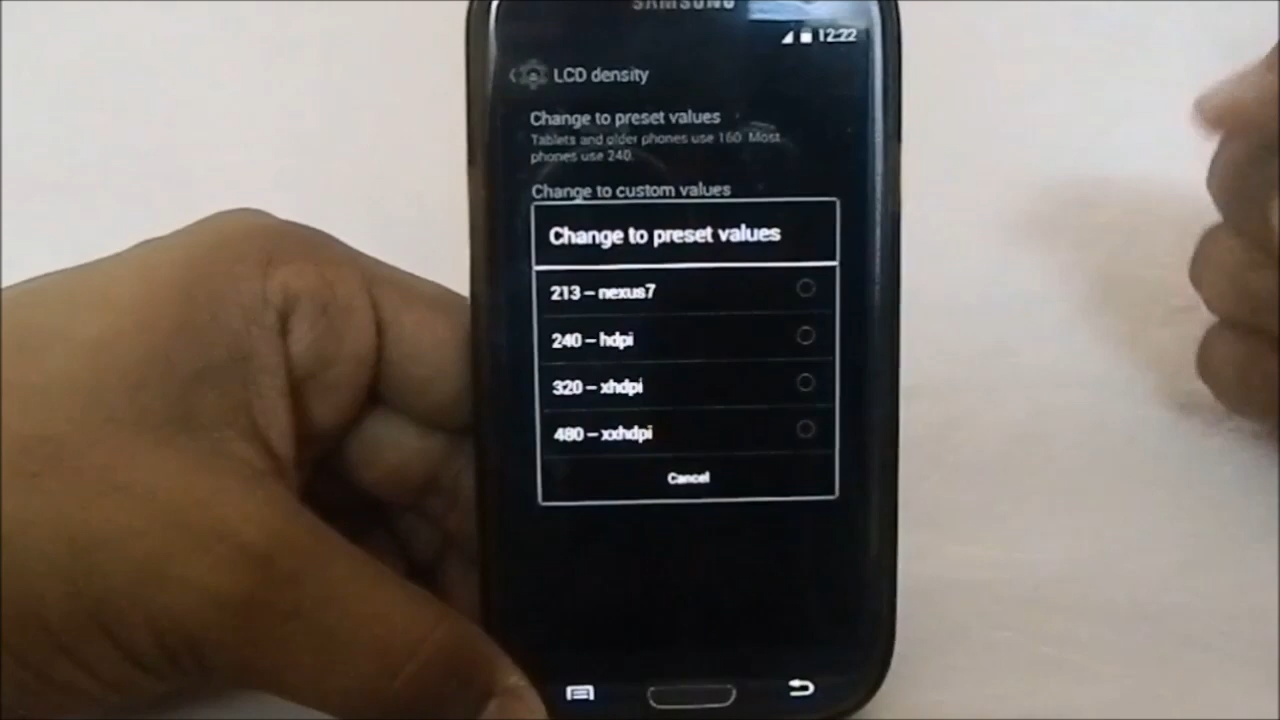 SAMSUNG
12:22
LCD density
Change to preset values
Tablets and older phones use 160. Most
phones use 240.
Change to custom values
Change to preset values
213 – nexus7
240 – hdpi
320 – xhdpi
480 – xxhdpi
Cancel